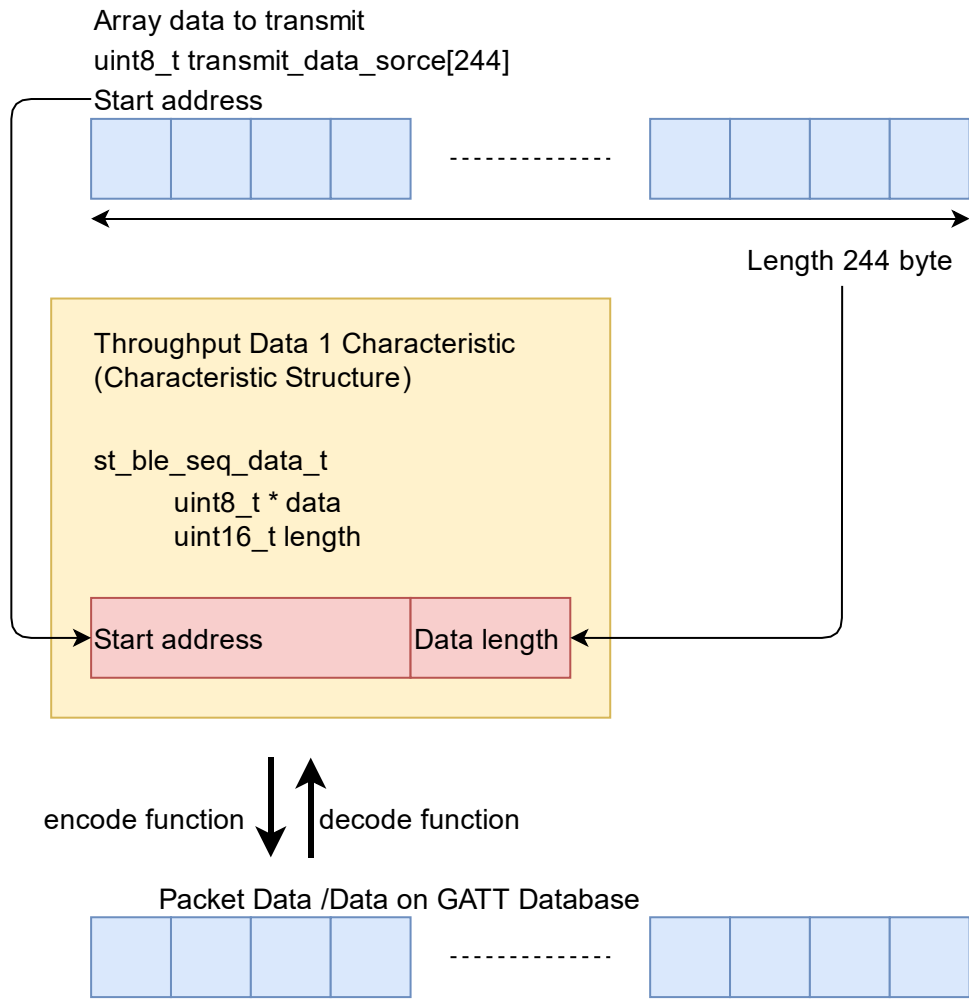 Array data to transmit
uint8_t transmit_data_sorce[244]
Start address
Length 244 byte
Throughput Data 1 Characteristic
(Characteristic Structure)
st_ble_seq_data_t
uint8_t * data
uint16_t length
Start address
Data length
encode function
decode function
Packet Data /Data on GATT Database